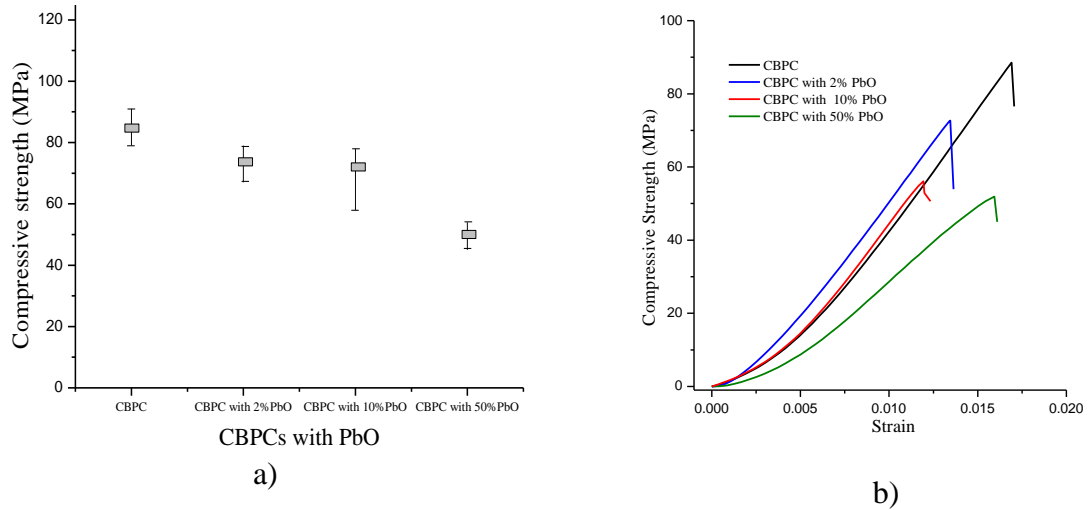 120
100
80
60
40
20
0
Compressive strength (MPa)
CBPC
CBPC with 2%PbO
CBPC with 10%PbO
CBPC with 50%PbO
CBPCs with PbO
a)
100
80
60
40
20
0
Compressive Strength (MPa)
CBPC
CBPC with 2% PbO
CBPC with 10% PbO
CBPC with 50% PbO
0.000
0.005
0.010
0.015
0.020
Strain
b)